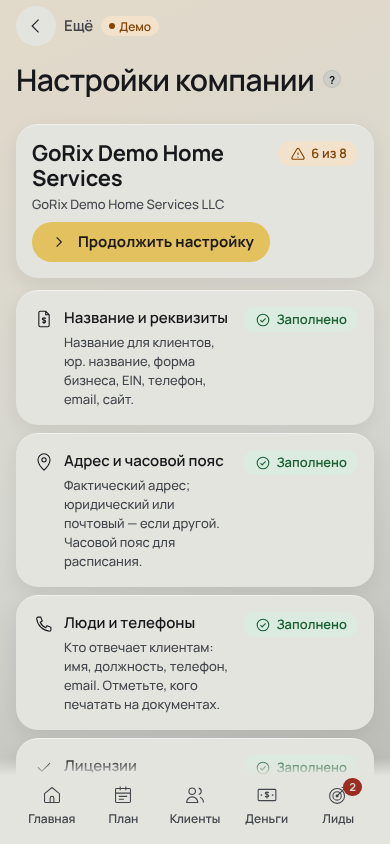 Ещё
Демо
Настройки компании
?
GoRix Demo Home
Services
6 из 8
GoRix Demo Home Services LLC
Продолжить настройку
Название и реквизиты
Заполнено
Название для клиентов,
юр. название, форма
бизнеса, EIN, телефон,
email, сайт.
Адрес и часовой пояс
Заполнено
Фактический адрес;
юридический или
почтовый — если другой.
Часовой пояс для
расписания.
Люди и телефоны
Заполнено
Кто отвечает клиентам:
имя, должность, телефон,
email. Отметьте, кого
печатать на документах.
Лицензии
Заполнено
2
Главная
План
Клиенты
Деньги
Лиды